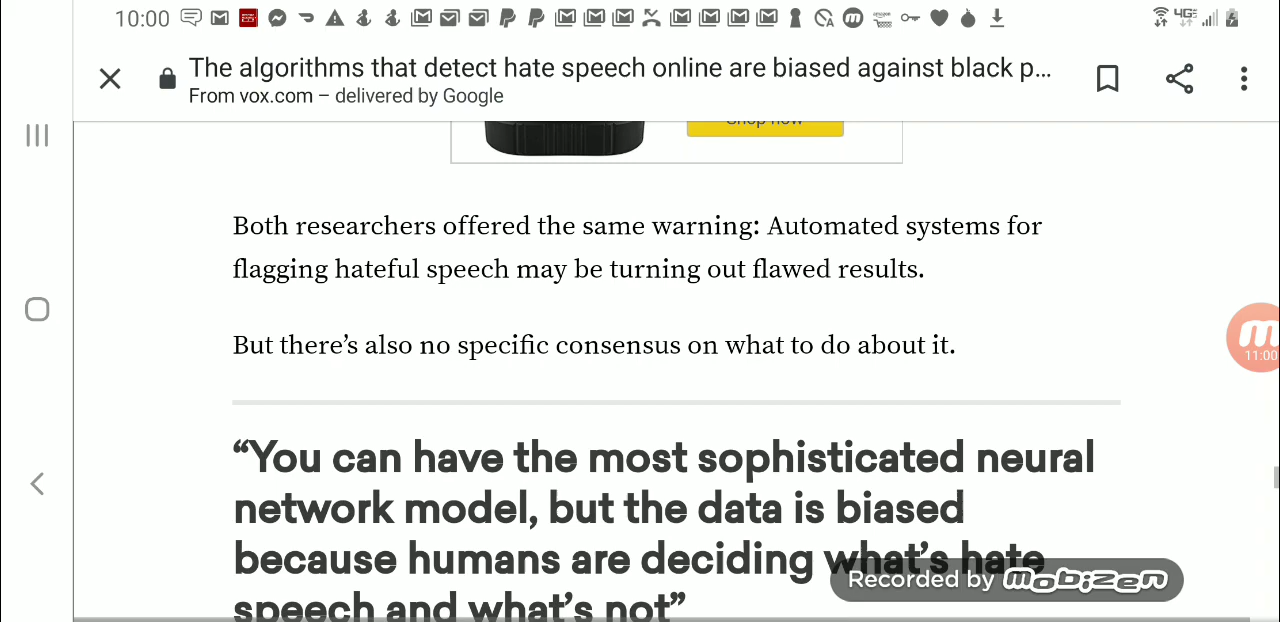 10:00
4GE
The algorithms that detect hate speech online are biased against black p...
From vox.com – delivered by Google
Shop now
Both researchers offered the same warning: Automated systems for
flagging hateful speech may be turning out flawed results.
But there's also no specific consensus on what to do about it.
11:00
“You can have the most sophisticated neural
network model, but the data is biased
because humans are deciding what's hate
speech and what's not”
Recorded by mobizen